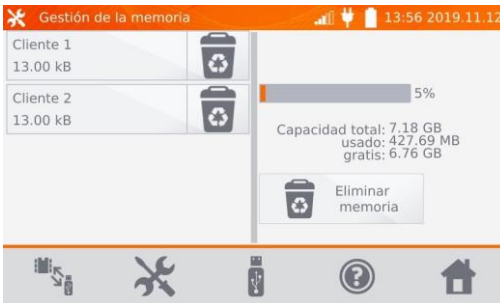 Gestión de la memoria
13:56 2019.11.12
Cliente 1
13.00 kB
Cliente 2
13.00 kB
5%
Capacidad total: 7.18 GB
usado: 427.69 MB
gratis: 6.76 GB
Eliminar
memoria